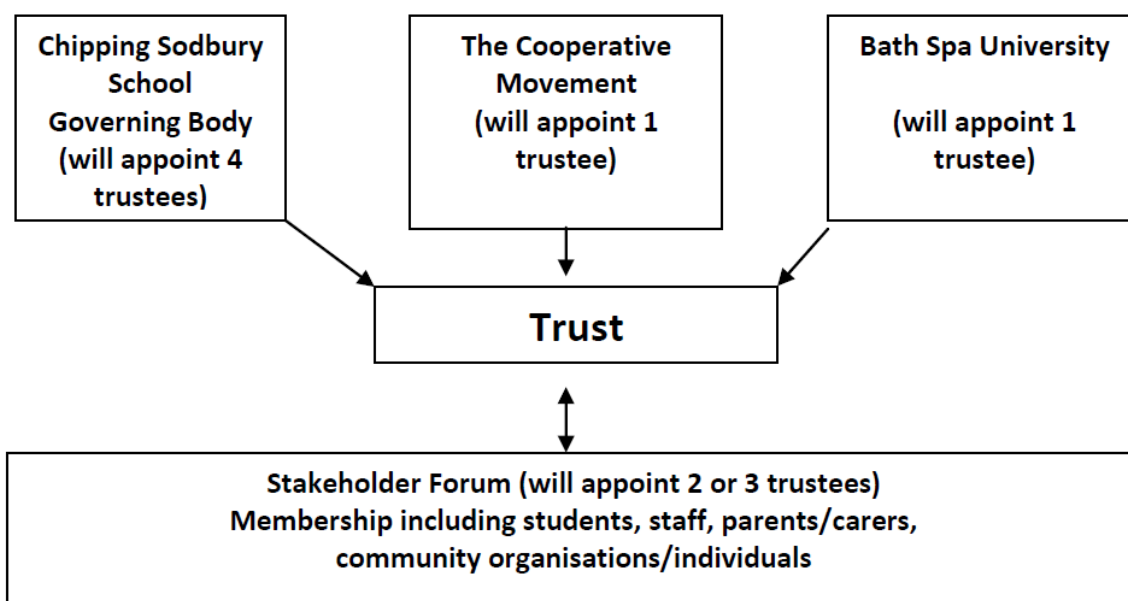 Chipping Sodbury
School
Governing Body
(will appoint 4
trustees)
The Cooperative
Movement
(will appoint 1
trustee)
Bath Spa University
(will appoint 1
trustee)
Trust
Stakeholder Forum (will appoint 2 or 3 trustees)
Membership including students, staff, parents/carers,
community organisations/individuals